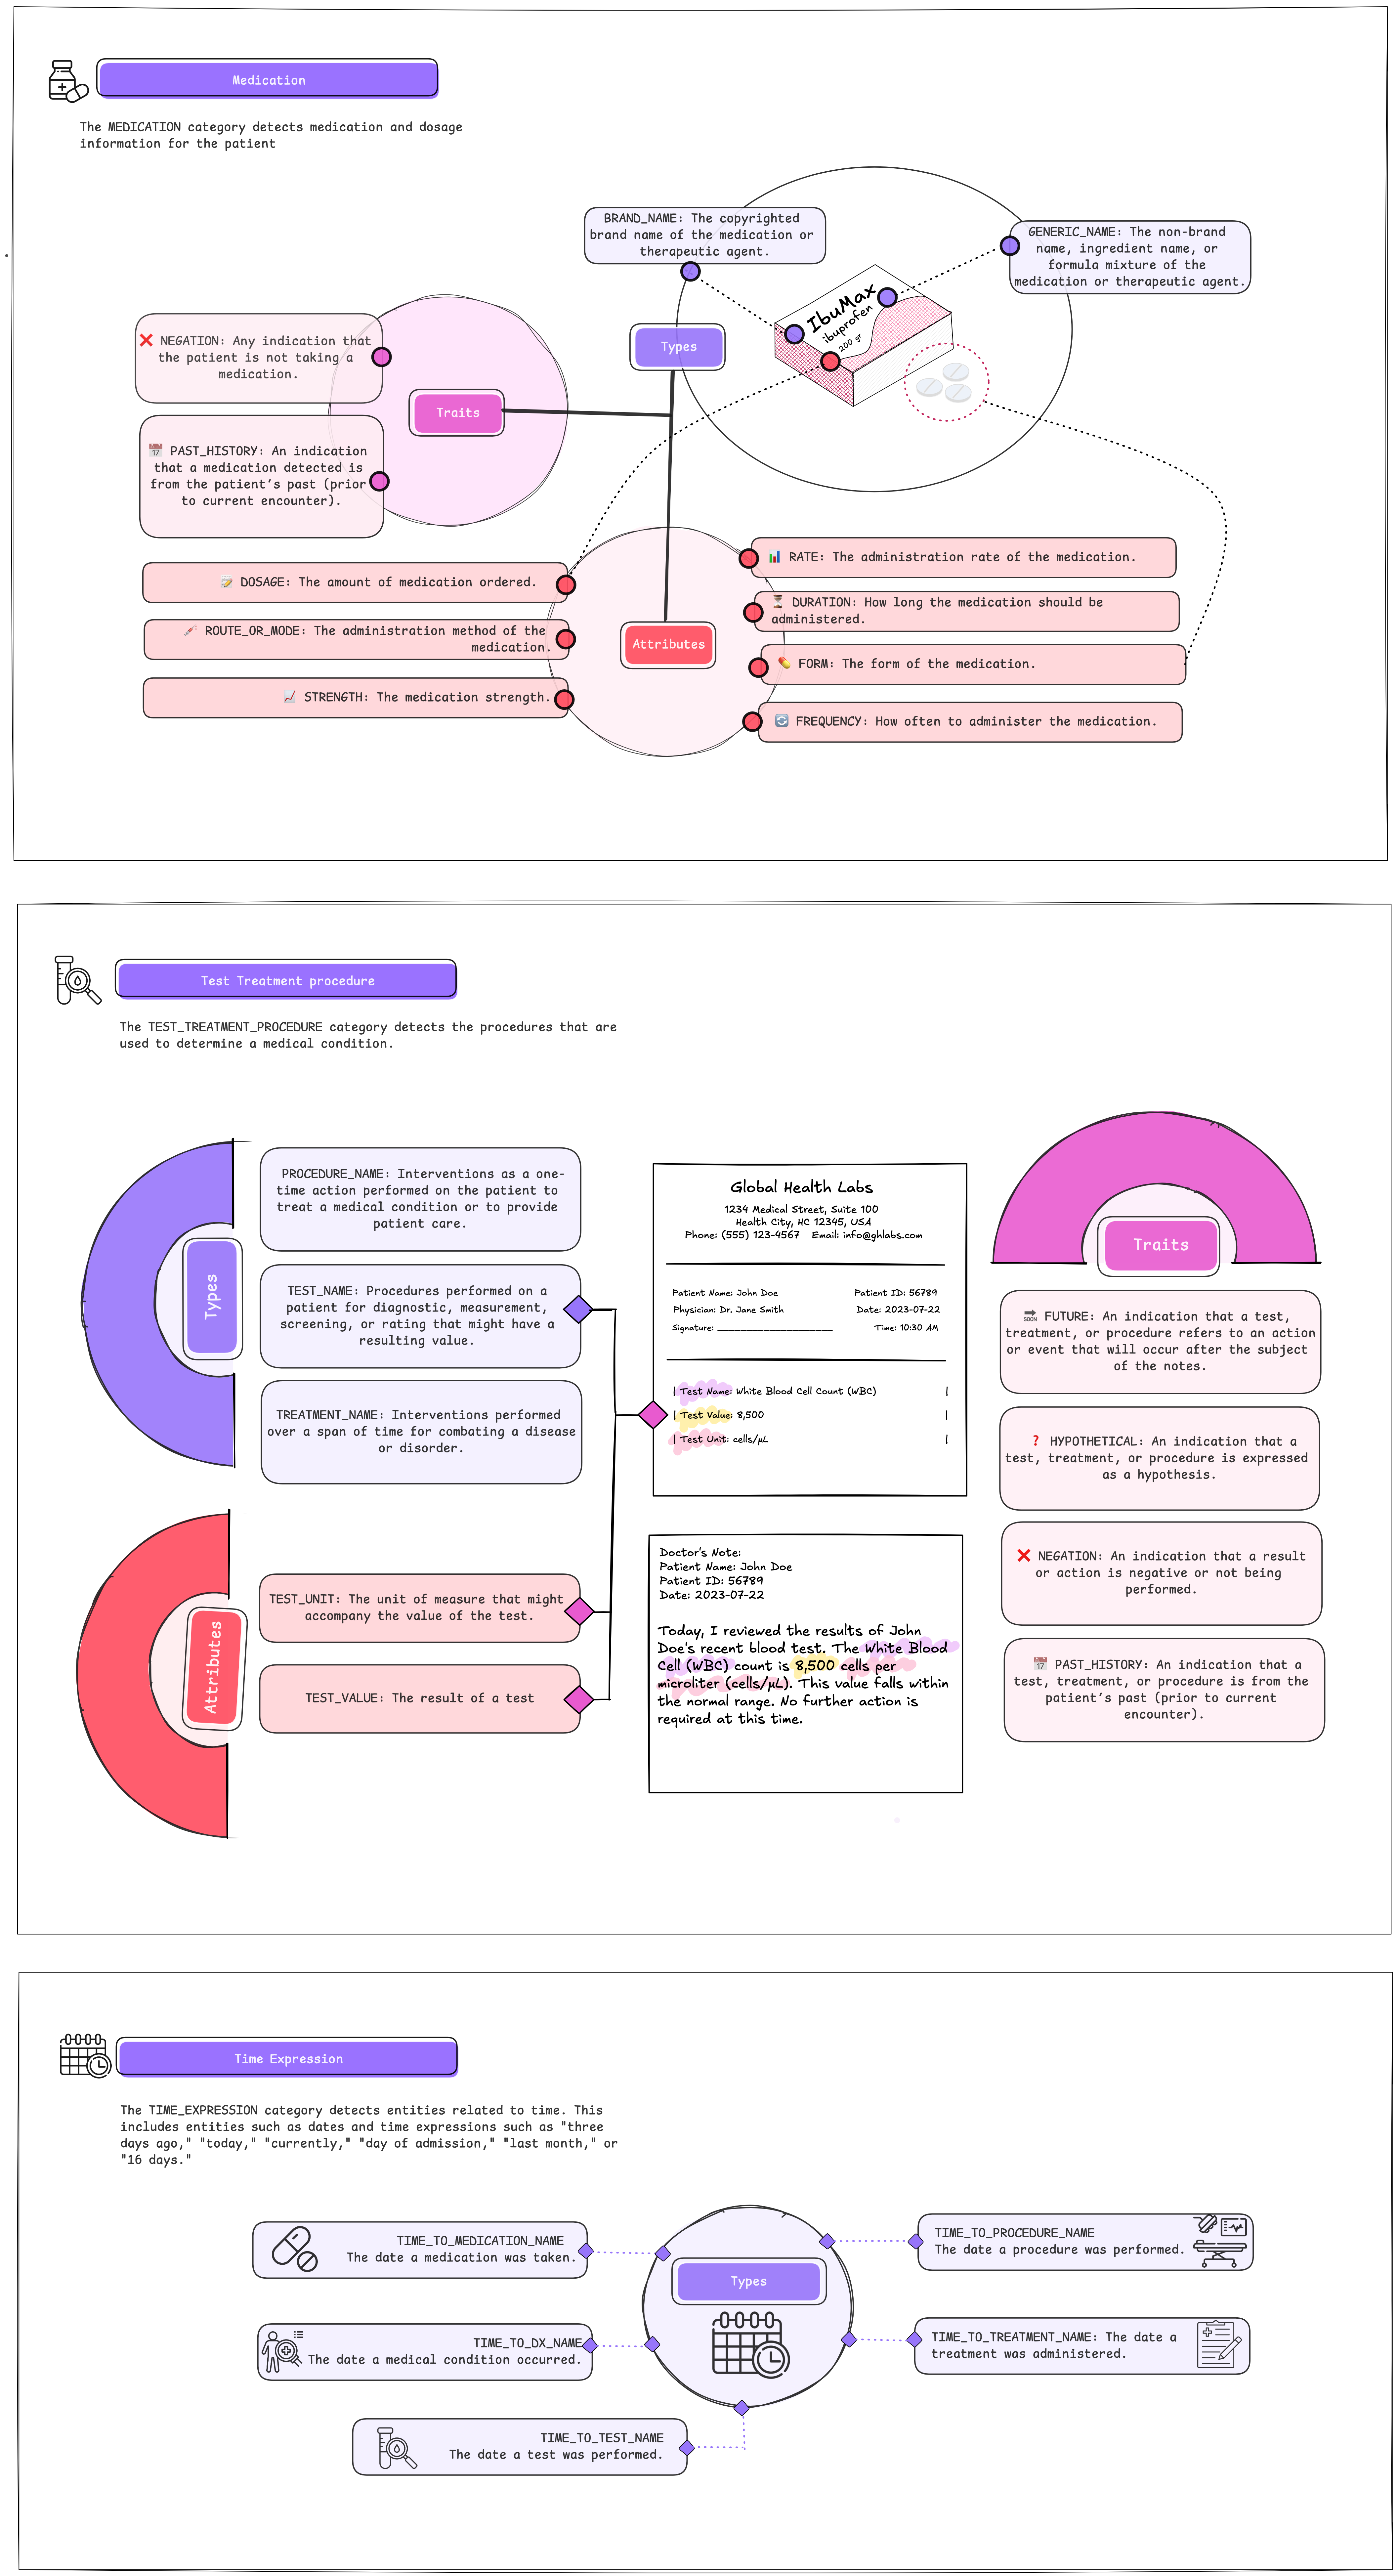 Medication
The MEDICATION category detects medication and dosage
information for the patient
BRAND_NAME: The copyrighted
brand name of the medication or
therapeutic agent.
GENERIC_NAME: The non-brand
name, ingredient name, or
formula mixture of the
medication or therapeutic agent.
IbuMax
ibuprofen
200 gr
Types
❌ NEGATION: Any indication that
the patient is not taking a
medication.
Traits
📅 PAST_HISTORY: An indication
that a medication detected is
from the patient's past (prior
to current encounter).
📝 DOSAGE: The amount of medication ordered.
💉 ROUTE_OR_MODE: The administration method of the
medication.
📈 STRENGTH: The medication strength.
Attributes
📊 RATE: The administration rate of the medication.
⏳ DURATION: How long the medication should be
administered.
💊 FORM: The form of the medication.
🔄 FREQUENCY: How often to administer the medication.
Test Treatment procedure
The TEST_TREATMENT_PROCEDURE category detects the procedures that are
used to determine a medical condition.
Types
PROCEDURE_NAME: Interventions as a one-
time action performed on the patient to
treat a medical condition or to provide
patient care.
TEST_NAME: Procedures performed on a
patient for diagnostic, measurement,
screening, or rating that might have a
resulting value.
TREATMENT_NAME: Interventions performed
over a span of time for combating a disease
or disorder.
Attributes
TEST_UNIT: The unit of measure that might
accompany the value of the test.
TEST_VALUE: The result of a test
Global Health Labs
1234 Medical Street, Suite 100
Health City, HC 12345, USA
Phone: (555) 123-4567 Email: info@ghlabs.com
Patient Name: John Doe Patient ID: 56789
Physician: Dr. Jane Smith Date: 2023-07-22
Signature: ______________________ Time: 10:30 AM
| Test Name: White Blood Cell Count (WBC) |
| Test Value: 8,500 |
| Test Unit: cells/µL |
Doctor's Note:
Patient Name: John Doe
Patient ID: 56789
Date: 2023-07-22
Today, I reviewed the results of John
Doe's recent blood test. The White Blood
Cell (WBC) count is 8,500 cells per
microliter (cells/µL). This value falls within
the normal range. No further action is
required at this time.
Traits
🔜 FUTURE: An indication that a test,
treatment, or procedure refers to an action
or event that will occur after the subject
of the notes.
❓ HYPOTHETICAL: An indication that a
test, treatment, or procedure is expressed
as a hypothesis.
❌ NEGATION: An indication that a result
or action is negative or not being
performed.
📅 PAST_HISTORY: An indication that a
test, treatment, or procedure is from the
patient's past (prior to current
encounter).
Time Expression
The TIME_EXPRESSION category detects entities related to time. This
includes entities such as dates and time expressions such as "three
days ago," "today," "currently," "day of admission," "last month," or
"16 days."
TIME_TO_MEDICATION_NAME
The date a medication was taken.
TIME_TO_DX_NAME
The date a medical condition occurred.
TIME_TO_TEST_NAME
The date a test was performed.
Types
TIME_TO_PROCEDURE_NAME
The date a procedure was performed.
TIME_TO_TREATMENT_NAME: The date a
treatment was administered.